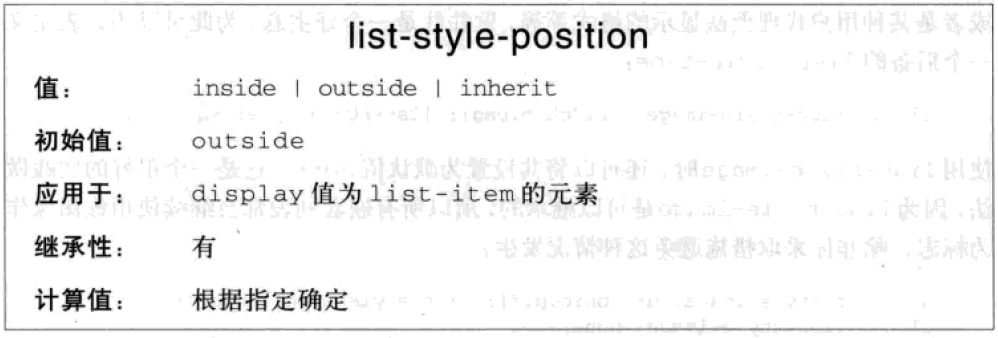 list-style-position
值： inside | outside | inherit
初始值： outside
应用于： display 值为 list-item 的元素
继承性： 有
计算值： 根据指定确定